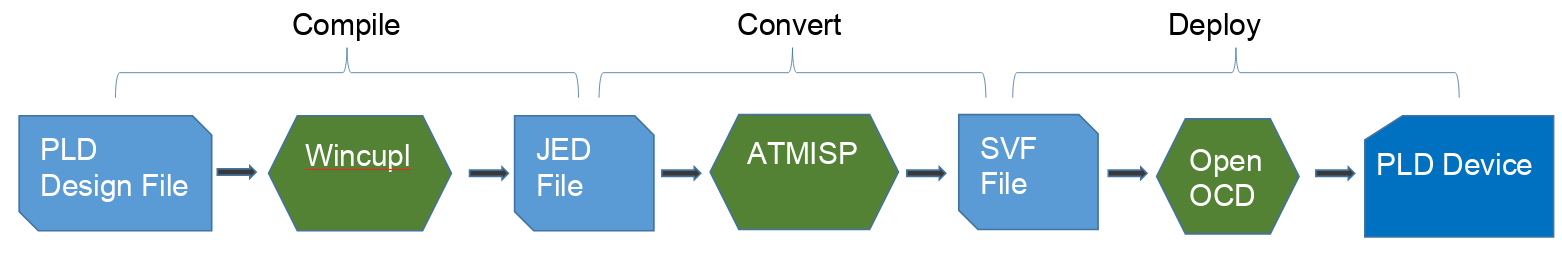 Compile
Convert
Deploy
PLD
Design File
Wincupl
JED
File
ATMISP
SVF
File
Open
OCD
PLD Device